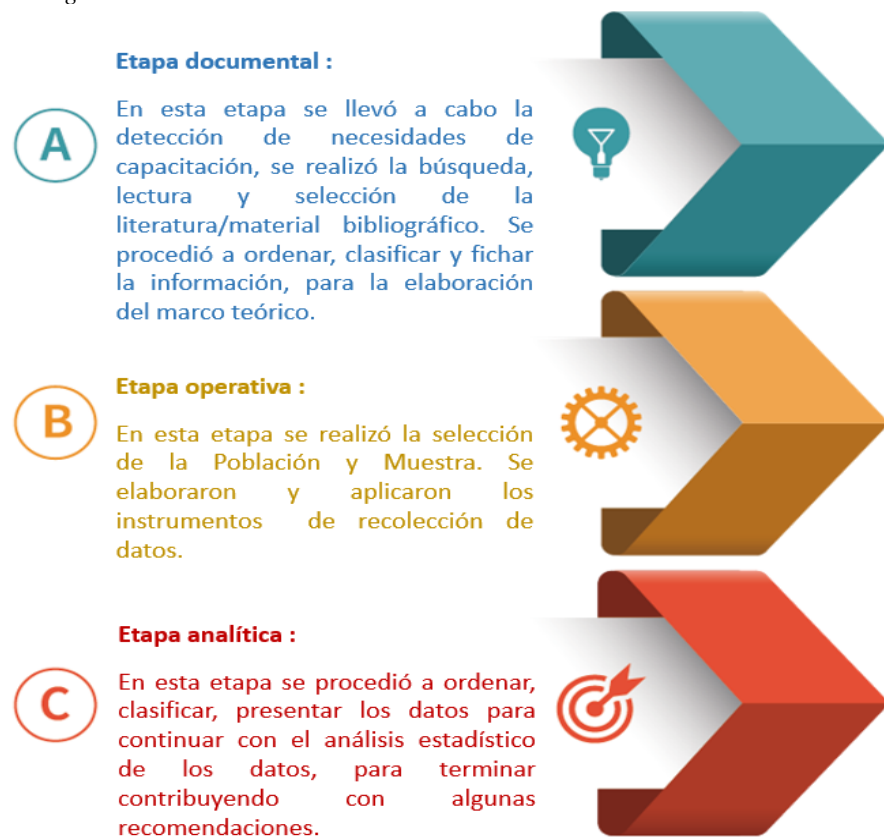 Etapa documental :
A
En esta etapa se llevó a cabo la
detección de necesidades de
capacitación, se realizó la búsqueda,
lectura y selección de la
literatura/material bibliográfico. Se
procedió a ordenar, clasificar y fichar
la información, para la elaboración
del marco teórico.
Etapa operativa :
B
En esta etapa se realizó la selección
de la Población y Muestra. Se
elaboraron y aplicaron los
instrumentos de recolección de
datos.
Etapa analítica :
C
En esta etapa se procedió a ordenar,
clasificar, presentar los datos para
continuar con el análisis estadístico
de los datos, para terminar
contribuyendo con algunas
recomendaciones.